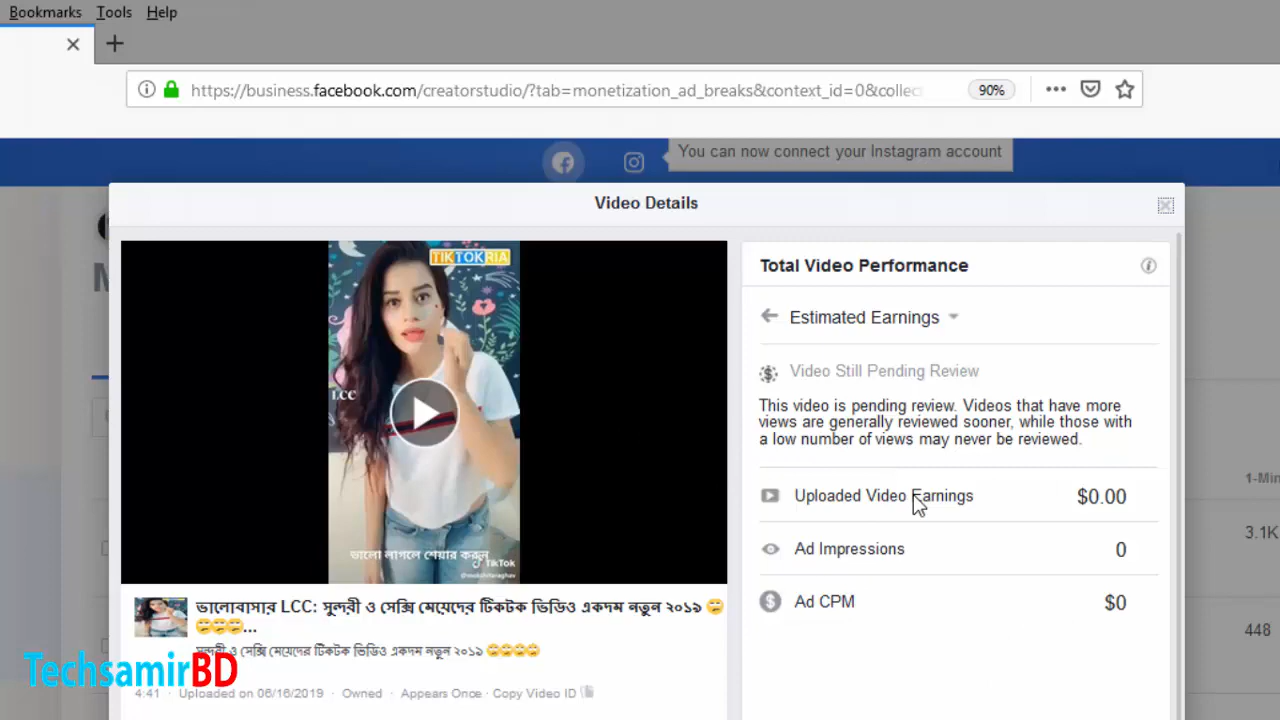 Bookmarks Tools Help
https://business.facebook.com/creatorstudio/?tab=monetization_ad_breaks&context_id=0&collec
90%
You can now connect your Instagram account
Video Details
TIKTOKRIA
LCC
ভালো লাগলে শেয়ার করুন
TikTok
Total Video Performance
Estimated Earnings
Video Still Pending Review
This video is pending review. Videos that have more
views are generally reviewed sooner, while those with
a low number of views may never be reviewed.
Uploaded Video Earnings $0.00
Ad Impressions 0
Ad CPM $0
ভালোবাসার LCC: সুন্দরী ও সেক্সি মেয়েদের টিকটক ভিডিও একদম নতুন ২০১৯ 🙄
🙄🙄🙄...
সুন্দরী ও সেক্সি মেয়েদের টিকটক ভিডিও একদম নতুন ২০১৯ 🙄🙄🙄🙄
4:41 · Uploaded on 06/16/2019 · Owned · Appears Once · Copy Video ID
1-Min
3.1K
448
TechsamirBD